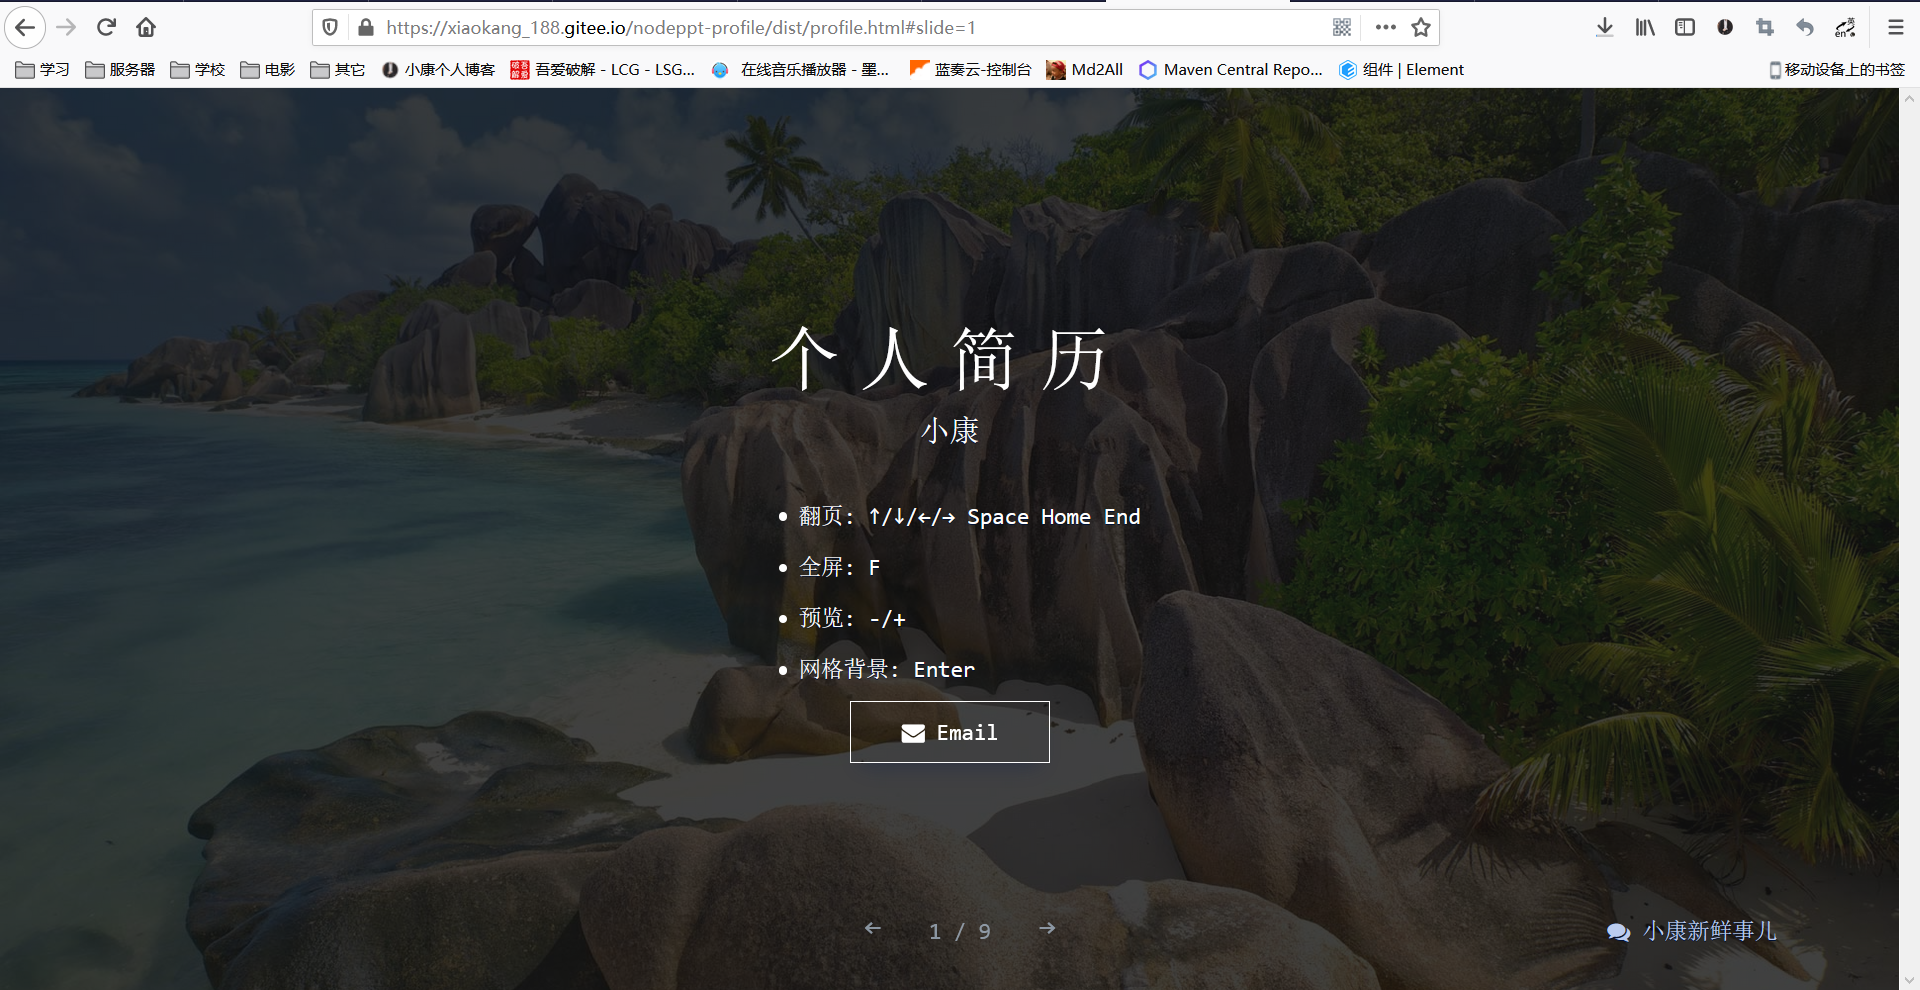 https://xiaokang_188.gitee.io/nodeppt-profile/dist/profile.html#slide=1
学习 服务器 学校 电影 其它 小康个人博客 吾爱破解 - LCG - LSG... 在线音乐播放器 - 墨... 蓝奏云-控制台 Md2All Maven Central Repo... 组件 | Element 移动设备上的书签
个人简历
小康
• 翻页: ↑/↓/←/→ Space Home End
• 全屏: F
• 预览: -/+
• 网格背景: Enter
Email
← 1 / 9 →
小康新鲜事儿